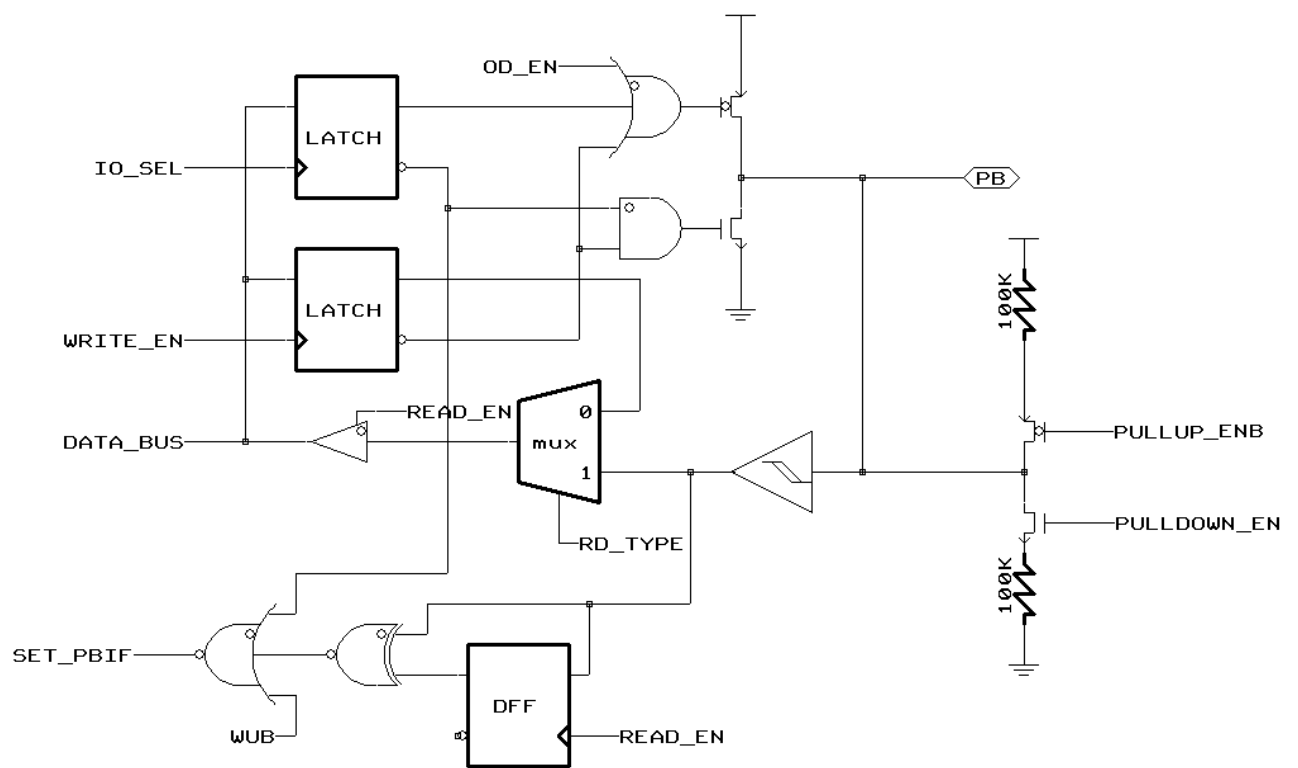 OD_EN
LATCH
IO_SEL
PB
LATCH
100K
WRITE_EN
READ_EN
0
PULLUP_ENB
DATA_BUS
mux
1
PULLDOWN_EN
RD_TYPE
100K
SET_PBIF
DFF
WUB
READ_EN